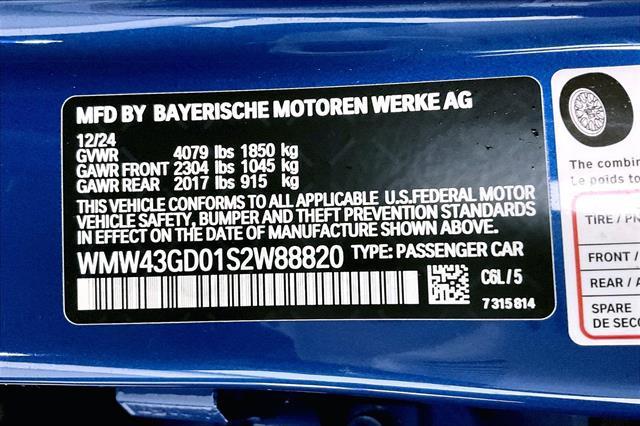 MFD BY BAYERISCHE MOTOREN WERKE AG
12/24
GVWR 4079 lbs 1850 kg
GAWR FRONT 2304 lbs 1045 kg
GAWR REAR 2017 lbs 915 kg
THIS VEHICLE CONFORMS TO ALL APPLICABLE U.S.FEDERAL MOTOR
VEHICLE SAFETY, BUMPER AND THEFT PREVENTION STANDARDS
IN EFFECT ON THE DATE OF MANUFACTURE SHOWN ABOVE.
WMW43GD01S2W88820 TYPE: PASSENGER CAR
C6L/5
7315814
The combin
Le poids to
TIRE / P
FRONT /
REAR / A
SPARE
DE SECO